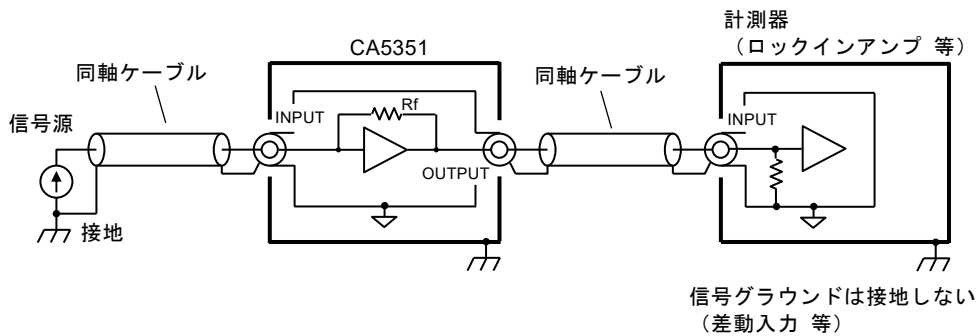 計測器
（ロックインアンプ 等）
CA5351
同軸ケーブル
同軸ケーブル
信号源
INPUT
Rf
INPUT
OUTPUT
接地
信号グラウンドは接地しない
（差動入力 等）